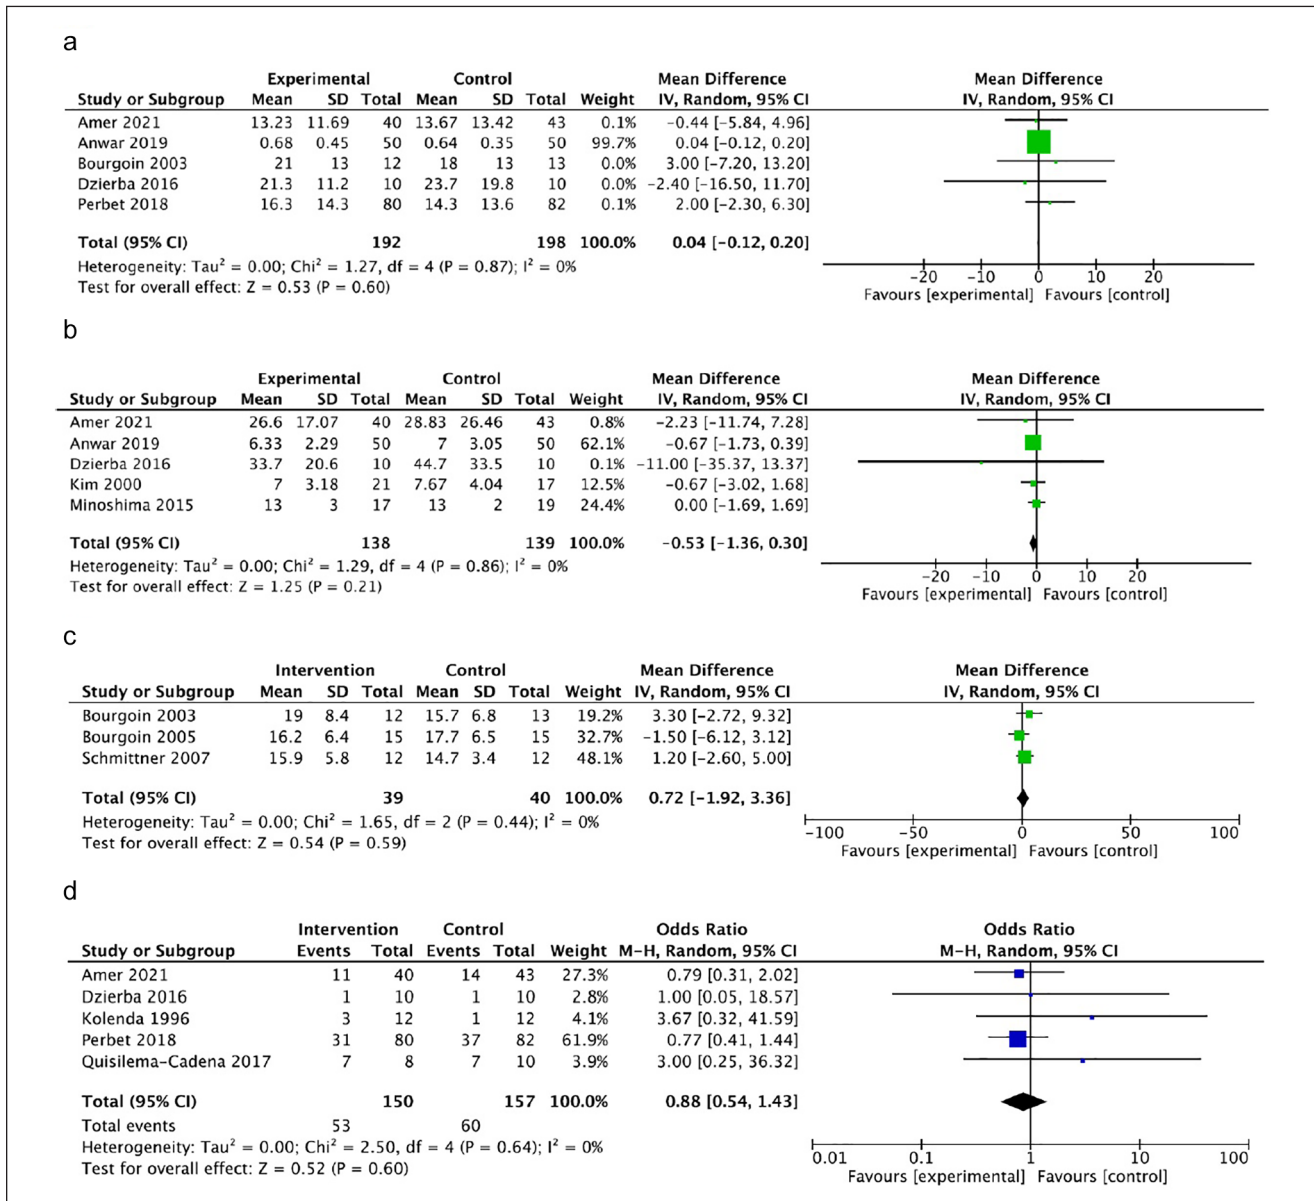 a
Experimental Control Mean Difference Mean Difference
Study or Subgroup Mean SD Total Mean SD Total Weight IV, Random, 95% CI IV, Random, 95% CI
Amer 2021 13.23 11.69 40 13.67 13.42 43 0.1% −0.44 [−5.84, 4.96]
Anwar 2019 0.68 0.45 50 0.64 0.35 50 99.7% 0.04 [−0.12, 0.20]
Bourgoin 2003 21 13 12 18 13 13 0.0% 3.00 [−7.20, 13.20]
Dzierba 2016 21.3 11.2 10 23.7 19.8 10 0.0% −2.40 [−16.50, 11.70]
Perbet 2018 16.3 14.3 80 14.3 13.6 82 0.1% 2.00 [−2.30, 6.30]
Total (95% CI) 192 198 100.0% 0.04 [−0.12, 0.20]
Heterogeneity: Tau² = 0.00; Chi² = 1.27, df = 4 (P = 0.87); I² = 0%
Test for overall effect: Z = 0.53 (P = 0.60)
−20 −10 0 10 20
Favours [experimental] Favours [control]
b
Experimental Control Mean Difference Mean Difference
Study or Subgroup Mean SD Total Mean SD Total Weight IV, Random, 95% CI IV, Random, 95% CI
Amer 2021 26.6 17.07 40 28.83 26.46 43 0.8% −2.23 [−11.74, 7.28]
Anwar 2019 6.33 2.29 50 7 3.05 50 62.1% −0.67 [−1.73, 0.39]
Dzierba 2016 33.7 20.6 10 44.7 33.5 10 0.1% −11.00 [−35.37, 13.37]
Kim 2000 7 3.18 21 7.67 4.04 17 12.5% −0.67 [−3.02, 1.68]
Minoshima 2015 13 3 17 13 2 19 24.4% 0.00 [−1.69, 1.69]
Total (95% CI) 138 139 100.0% −0.53 [−1.36, 0.30]
Heterogeneity: Tau² = 0.00; Chi² = 1.29, df = 4 (P = 0.86); I² = 0%
Test for overall effect: Z = 1.25 (P = 0.21)
−20 −10 0 10 20
Favours [experimental] Favours [control]
c
Intervention Control Mean Difference Mean Difference
Study or Subgroup Mean SD Total Mean SD Total Weight IV, Random, 95% CI IV, Random, 95% CI
Bourgoin 2003 19 8.4 12 15.7 6.8 13 19.2% 3.30 [−2.72, 9.32]
Bourgoin 2005 16.2 6.4 15 17.7 6.5 15 32.7% −1.50 [−6.12, 3.12]
Schmittner 2007 15.9 5.8 12 14.7 3.4 12 48.1% 1.20 [−2.60, 5.00]
Total (95% CI) 39 40 100.0% 0.72 [−1.92, 3.36]
Heterogeneity: Tau² = 0.00; Chi² = 1.65, df = 2 (P = 0.44); I² = 0%
Test for overall effect: Z = 0.54 (P = 0.59)
−100 −50 0 50 100
Favours [experimental] Favours [control]
d
Intervention Control Odds Ratio Odds Ratio
Study or Subgroup Events Total Events Total Weight M−H, Random, 95% CI M−H, Random, 95% CI
Amer 2021 11 40 14 43 27.3% 0.79 [0.31, 2.02]
Dzierba 2016 1 10 1 10 2.8% 1.00 [0.05, 18.57]
Kolenda 1996 3 12 1 12 4.1% 3.67 [0.32, 41.59]
Perbet 2018 31 80 37 82 61.9% 0.77 [0.41, 1.44]
Quisilema−Cadena 2017 7 8 7 10 3.9% 3.00 [0.25, 36.32]
Total (95% CI) 150 157 100.0% 0.88 [0.54, 1.43]
Total events 53 60
Heterogeneity: Tau² = 0.00; Chi² = 2.50, df = 4 (P = 0.64); I² = 0%
Test for overall effect: Z = 0.52 (P = 0.60)
0.01 0.1 1 10 100
Favours [experimental] Favours [control]